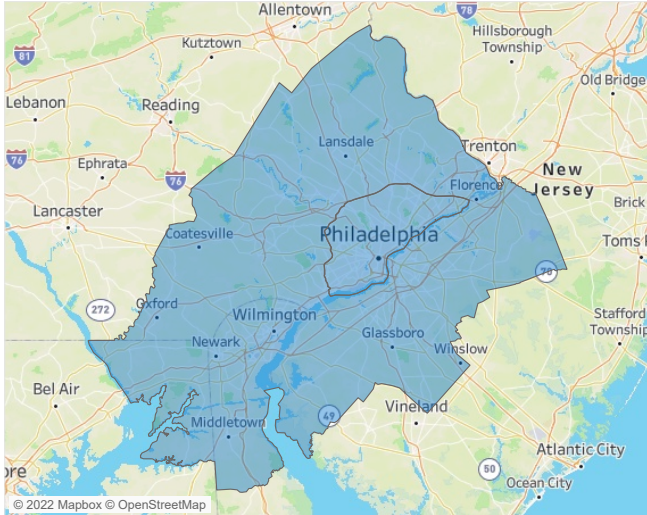 Allentown
78
Hillsborough
Township
81
Kutztown
Old Bridge
Lebanon
Reading
Lansdale
Trenton
76
Ephrata
76
New
Jersey
Florence
Brick
Lancaster
Coatesville
Philadelphia
Toms R
70
272
Oxford
Wilmington
Stafford
Township
Newark
Glassboro
Winslow
Bel Air
Vineland
49
Middletown
Atlantic City
ore
50
Ocean City
© 2022 Mapbox © OpenStreetMap